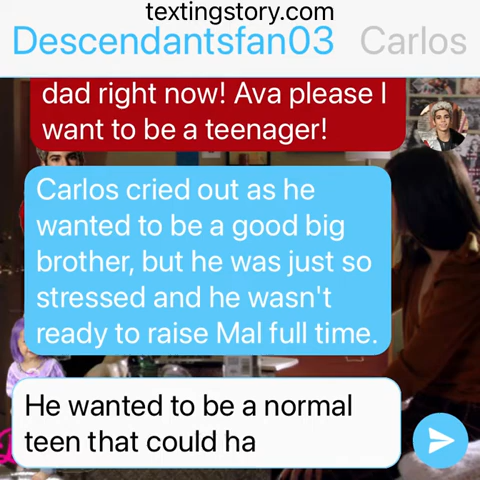 textingstory.com
Descendantsfan03 Carlos
dad right now! Ava please I
want to be a teenager!
Carlos cried out as he
wanted to be a good big
brother, but he was just so
stressed and he wasn't
ready to raise Mal full time.
He wanted to be a normal
teen that could ha